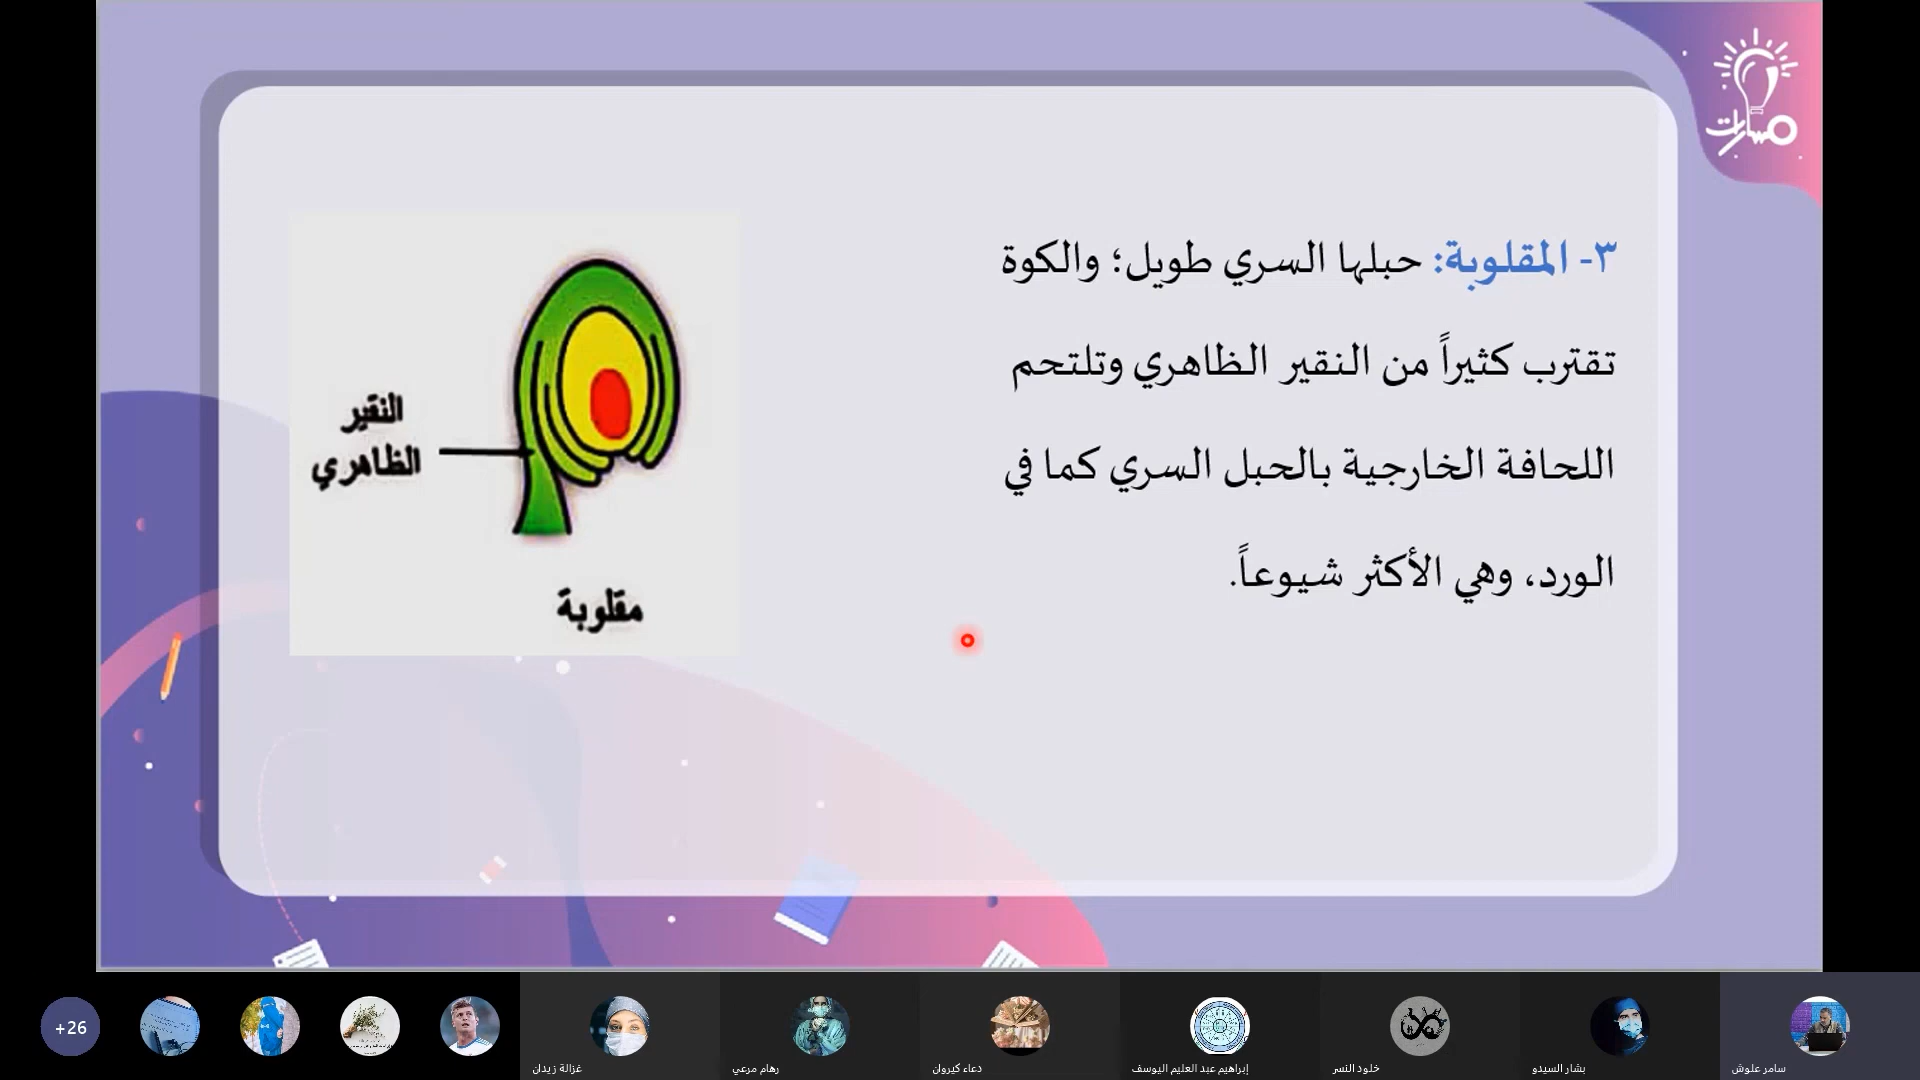 مسارات
٣- المقلوبة: حبلها السري طويل؛ والكوة
تقترب كثيراً من النقير الظاهري وتلتحم
اللحافة الخارجية بالحبل السري كما في
الورد، وهي الأكثر شيوعاً.
النقير
الظاهري
مقلوبة
+26
غزالة زيدان
رهام مرعي
دعاء كيروان
إبراهيم عبد العليم اليوسف
خلود النسر
بشار السيدو
سامر علوش